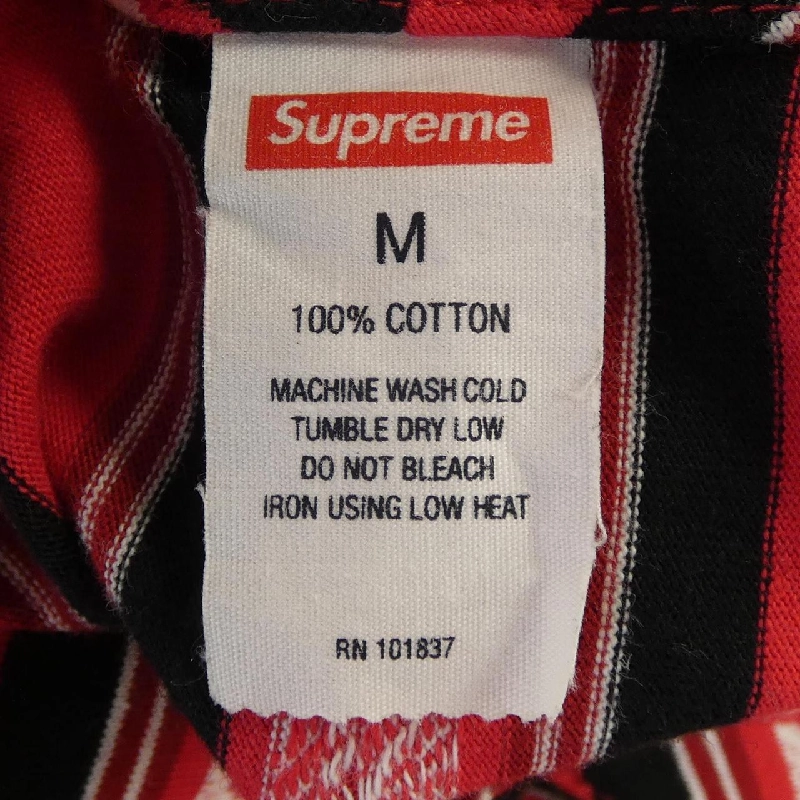 Supreme
M
100% COTTON
MACHINE WASH COLD
TUMBLE DRY LOW
DO NOT BLEACH
IRON USING LOW HEAT
RN 101837